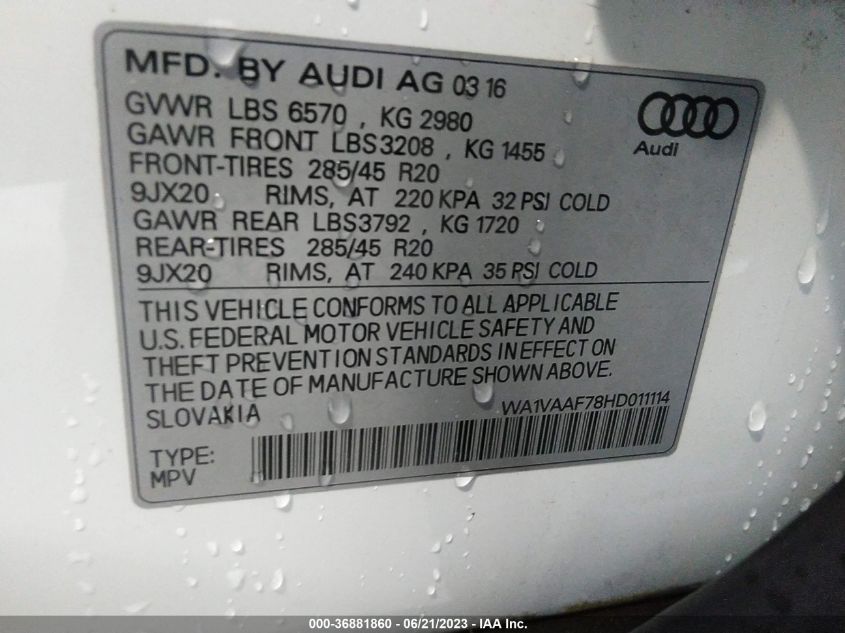 MFD. BY AUDI AG 03 16
GVWR LBS 6570 , KG 2980
GAWR FRONT LBS3208 , KG 1455
FRONT-TIRES 285/45 R20
9JX20 RIMS, AT 220 KPA 32 PSI COLD
GAWR REAR LBS3792 , KG 1720
REAR-TIRES 285/45 R20
9JX20 RIMS, AT 240 KPA 35 PSI COLD
Audi
THIS VEHICLE CONFORMS TO ALL APPLICABLE
U.S. FEDERAL MOTOR VEHICLE SAFETY AND
THEFT PREVENTION STANDARDS IN EFFECT ON
THE DATE OF MANUFACTURE SHOWN ABOVE.
SLOVAKIA WA1VAAF78HD011114
TYPE:
MPV
000-36881860 - 06/21/2023 - IAA Inc.